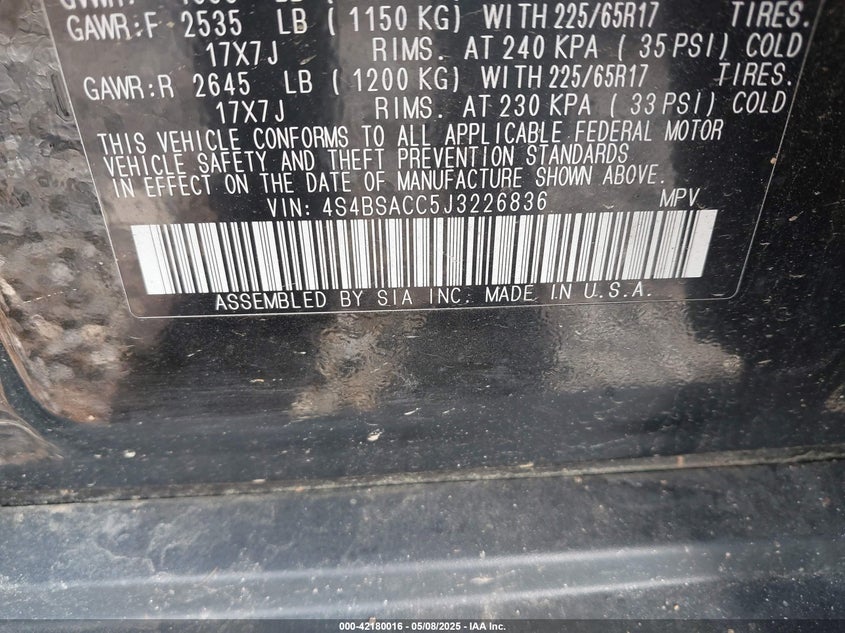 GAWR:F 2535 LB ( 1150 KG) WITH 225/65R17 TIRES.
17X7J RIMS. AT 240 KPA ( 35 PSI) COLD
GAWR:R 2645 LB ( 1200 KG) WITH 225/65R17 TIRES.
17X7J RIMS. AT 230 KPA ( 33 PSI) COLD
THIS VEHICLE CONFORMS TO ALL APPLICABLE FEDERAL MOTOR
VEHICLE SAFETY AND THEFT PREVENTION STANDARDS
IN EFFECT ON THE DATE OF MANUFACTURE SHOWN ABOVE.
VIN: 4S4BSACC5J3226836 MPV
ASSEMBLED BY SIA INC. MADE IN U.S.A.
000-42180016 - 05/08/2025 - IAA Inc.